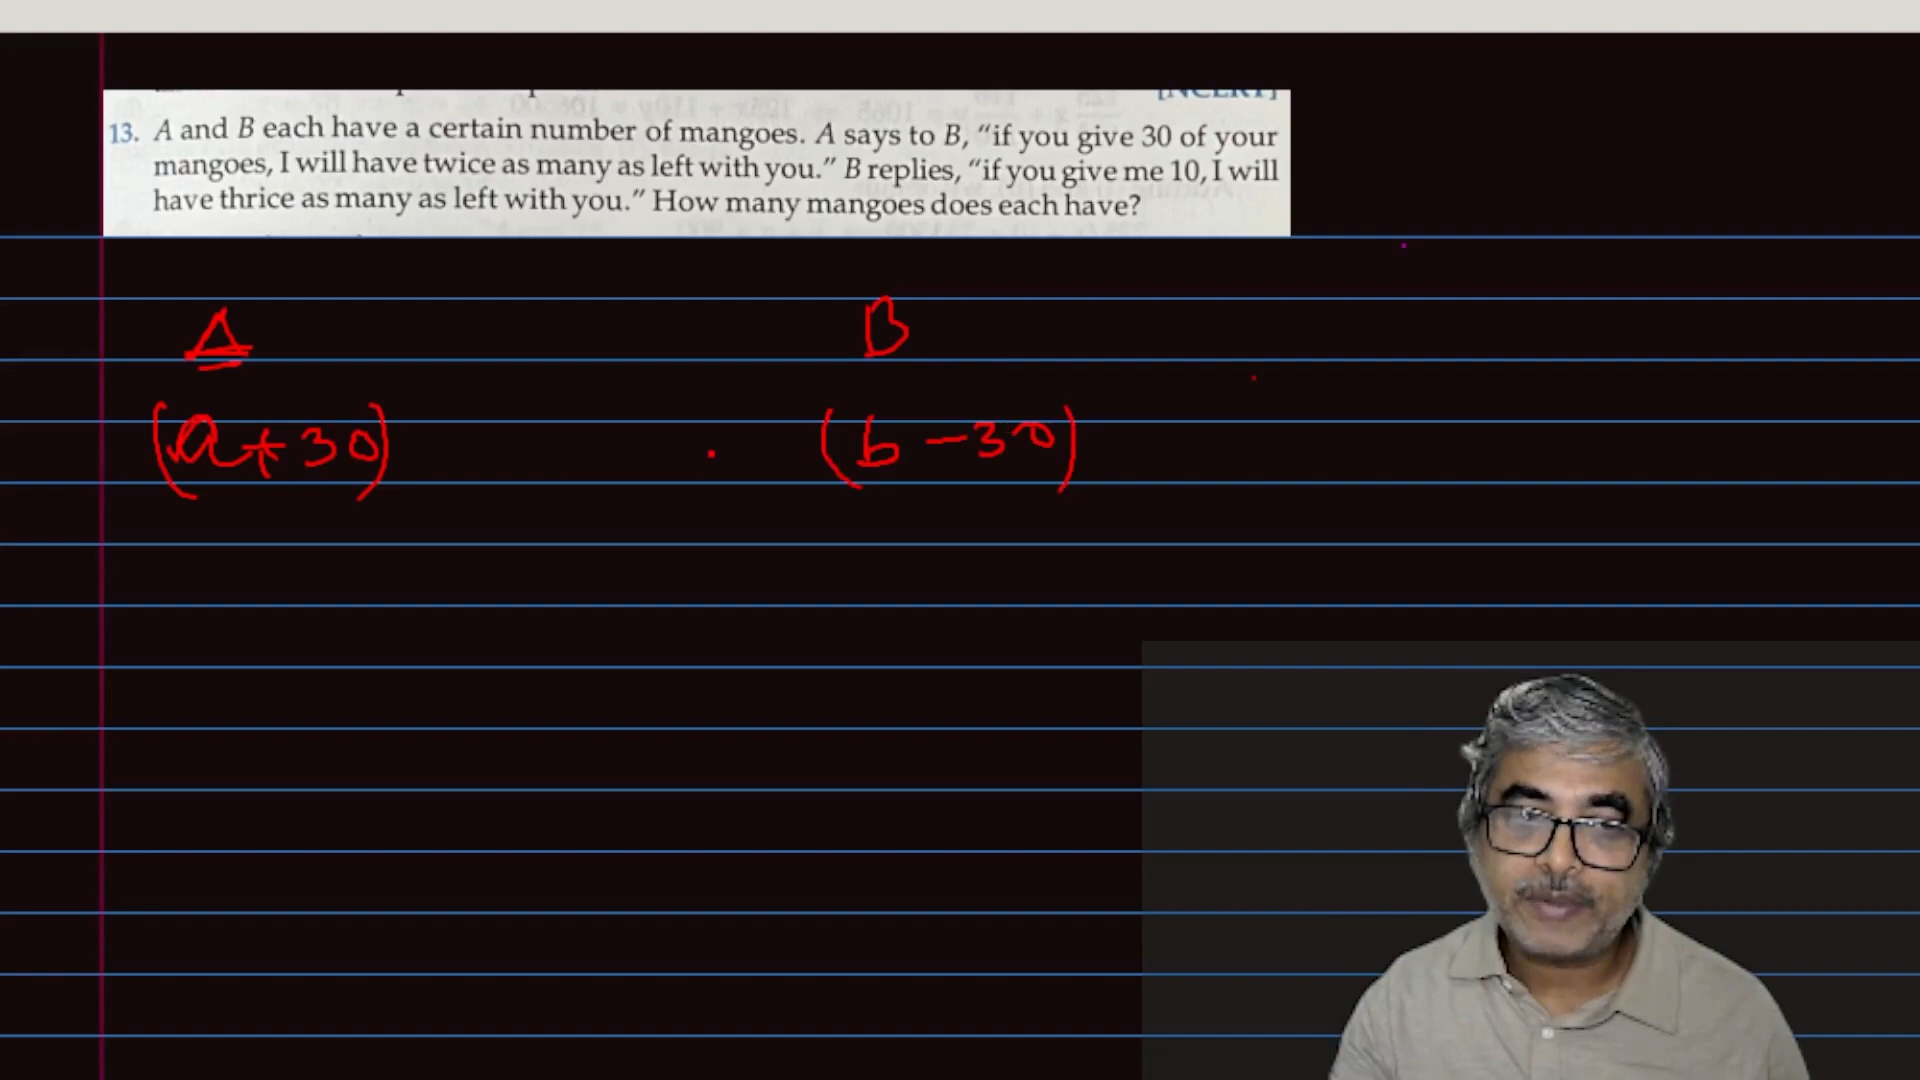 [NCERT]
13. A and B each have a certain number of mangoes. A says to B, “if you give 30 of your
mangoes, I will have twice as many as left with you.” B replies, “if you give me 10, I will
have thrice as many as left with you.” How many mangoes does each have?
A B
(a+30) (b-30)